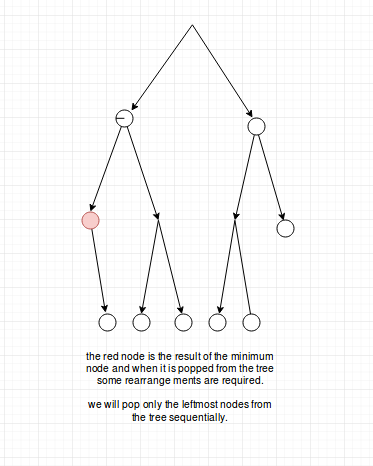 the red node is the result of the minimum
node and when it is popped from the tree
some rearrange ments are required.
we will pop only the leftmost nodes from
the tree sequentially.